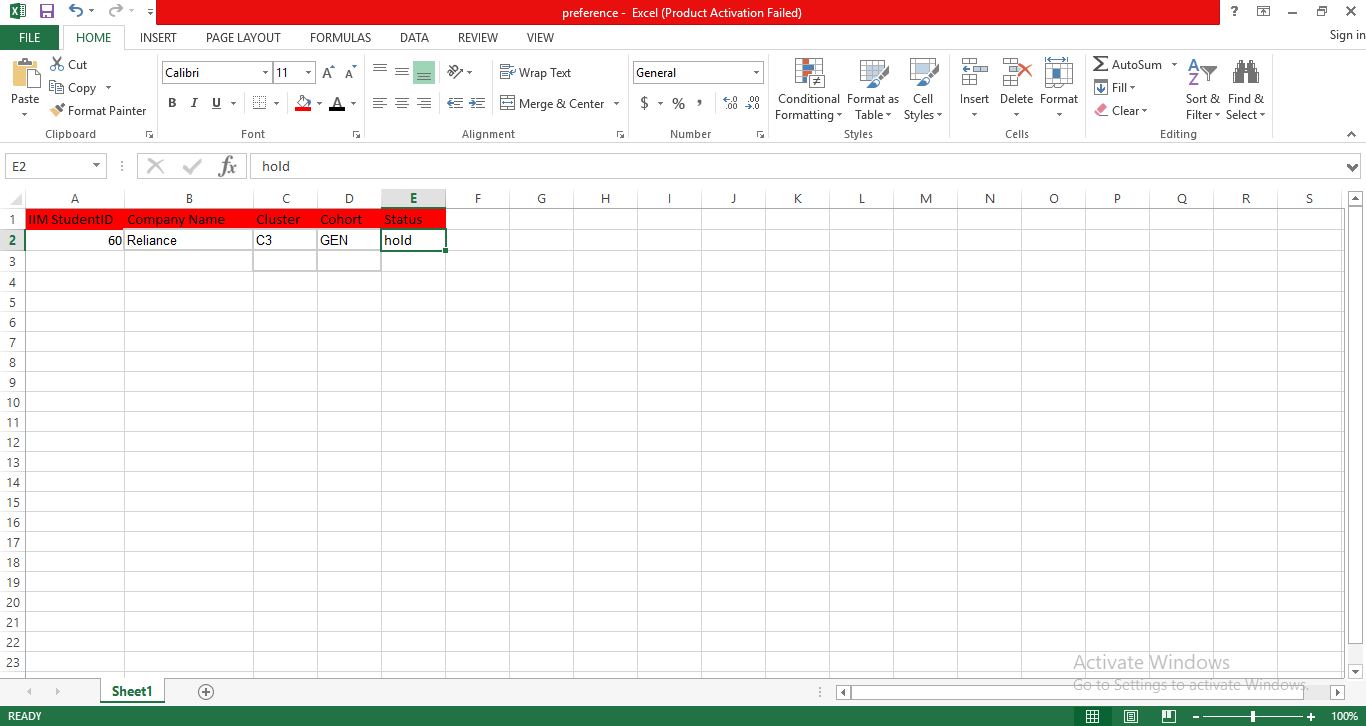 preference - Excel (Product Activation Failed)
?
FILE HOME INSERT PAGE LAYOUT FORMULAS DATA REVIEW VIEW Sign in
Paste
Cut
Copy
Format Painter
Clipboard
Calibri 11 A A
B I U A
Font
Wrap Text
Merge & Center
Alignment
General
$ % ,
.00 .0
Number
Conditional Formatting
Format as Table
Cell Styles
Styles
Insert Delete Format
Cells
AutoSum
Fill
Clear
Sort & Filter
Find & Select
Editing
E2 fx hold
A B C D E F G H I J K L M N O P Q R S
1 IIM StudentID Company Name Cluster Cohort Status
2 60 Reliance C3 GEN hold
3
4
5
6
7
8
9
10
11
12
13
14
15
16
17
18
19
20
21
22
23
Activate Windows
Go to Settings to activate Windows.
Sheet1
READY 100%